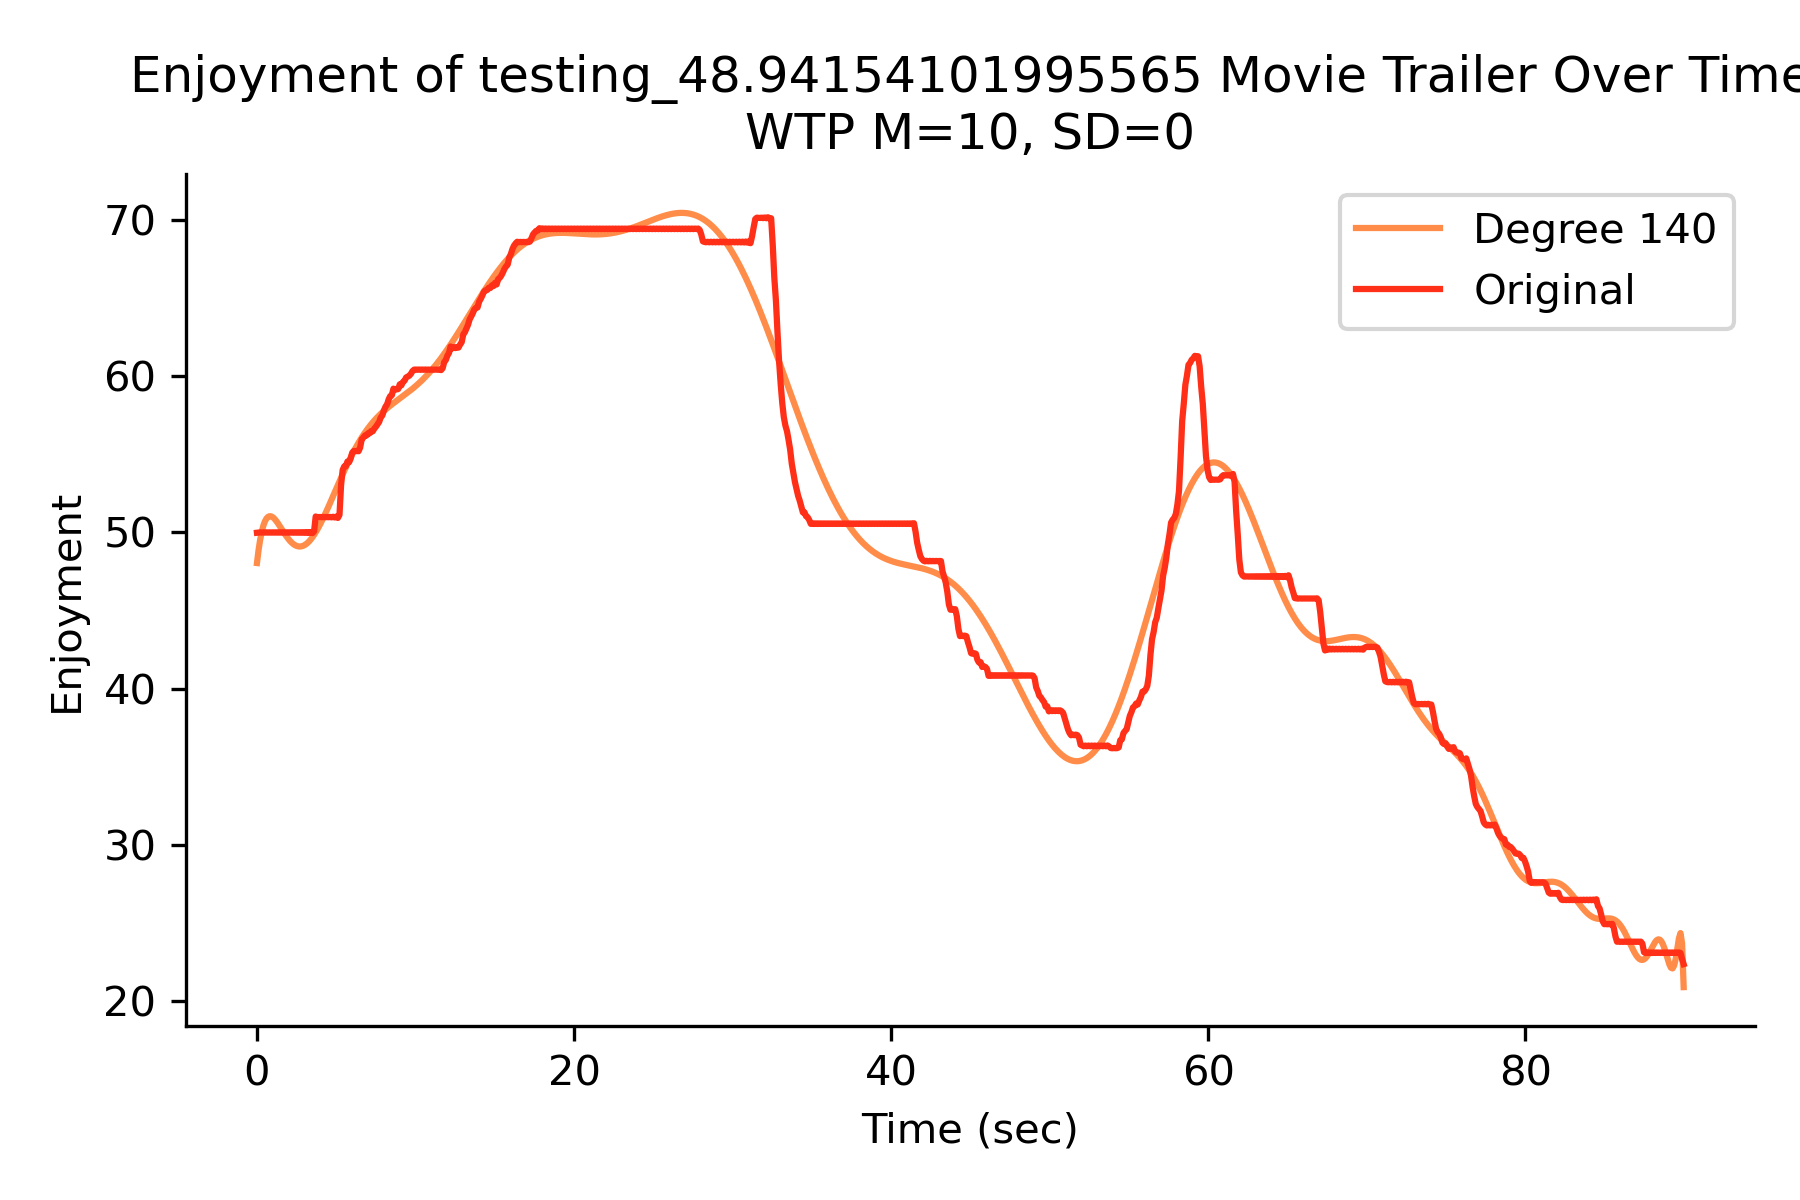 Enjoyment of testing_48.94154101995565 Movie Trailer Over Time
WTP M=10, SD=0
Degree 140
Original
Enjoyment
70
60
50
40
30
20
0
20
40
60
80
Time (sec)